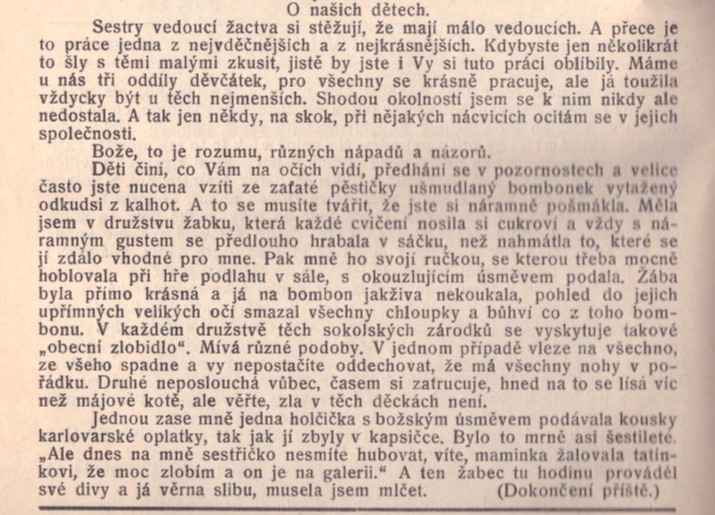 O našich dětech.
Sestry vedoucí žactva si stěžují, že mají málo vedoucích. A přece je
to práce jedna z nejvděčnějších a z nejkrásnějších. Kdybyste jen několikrát
to šly s těmi malými zkusit, jistě by jste i Vy si tuto práci oblíbily. Máme
u nás tři oddíly děvčátek, pro všechny se krásně pracuje, ale já toužila
vždycky být u těch nejmenších. Shodou okolností jsem se k nim nikdy ale
nedostala. A tak jen někdy, na skok, při nějakých nácvicích ocitám se v jejich
společnosti.
Bože, to je rozumu, různých nápadů a názorů.
Děti činí, co Vám na očích vidí, předhání se v pozornostech a velice
často jste nucena vzíti ze zaťaté pěstičky ušmudlaný bombonek vytažený
odkudsi z kalhot. A to se musíte tvářit, že jste si náramně pošmákla. Měla
jsem v družstvu žabku, která každé cvičení nosila si cukroví a vždy s ná-
ramným gustem se předlouho hrabala v sáčku, než nahmátla to, které se
jí zdálo vhodné pro mne. Pak mně ho svojí ručkou, se kterou třeba mocně
hoblovala při hře podlahu v sále, s okouzlujícím úsměvem podala. Žába
byla přímo krásná a já na bombon jakživa nekoukala, pohled do jejich
upřímných velikých očí smazal všechny chloupky a bůhví co z toho bom-
bonu. V každém družstvě těch sokolských zárodků se vyskytuje takové
„obecní zlobidlo“. Mívá různé podoby. V jednom případě vleze na všechno,
ze všeho spadne a vy nepostačíte oddechovat, že má všechny nohy v po-
řádku. Druhé neposlouchá vůbec, časem si zatrucuje, hned na to se lísá víc
než májové kotě, ale věřte, zla v těch děckách není.
Jednou zase mně jedna holčička s božským úsměvem podávala kousky
karlovarské oplatky, tak jak jí zbyly v kapsičce. Bylo to mrně asi šestileté.
„Ale dnes na mně sestřičko nesmíte hubovat, víte, maminka žalovala tatín-
kovi, že moc zlobím a on je na galerii.“ A ten žabec tu hodinu prováděl
své divy a já věrna slibu, musela jsem mlčet. (Dokončení příště.)